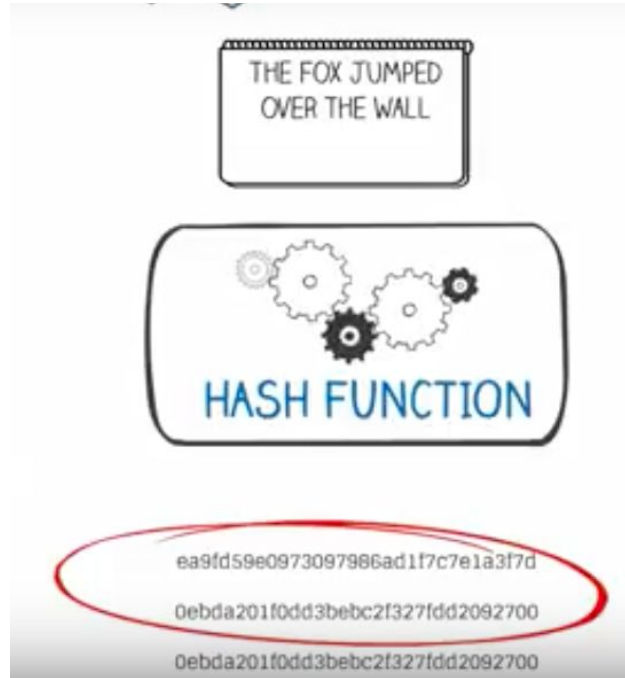 THE FOX JUMPED
OVER THE WALL
HASH FUNCTION
ea9fd59e0973097986ad1f7c7e1a3f7d
0ebda201f0dd3bebc2f327fdd2092700
0ebda201f0dd3bebc2f327fdd2092700